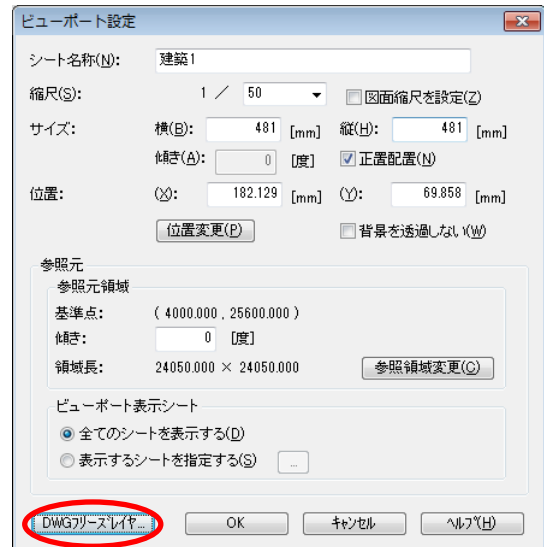 ビューポート設定
シート名称(N): 建築1
縮尺(S): 1 ／ 50 図面縮尺を設定(Z)
サイズ: 横(B): 481 [mm] 縦(H): 481 [mm]
傾き(A): 0 [度] 正置配置(N)
位置: (X): 182.129 [mm] (Y): 69.858 [mm]
位置変更(P) 背景を透過しない(W)
参照元
参照元領域
基準点: ( 4000.000 , 25600.000 )
傾き: 0 [度]
領域長: 24050.000 × 24050.000 参照領域変更(C)
ビューポート表示シート
全てのシートを表示する(D)
表示するシートを指定する(S) ...
DWGフリーズレイヤ... OK キャンセル ヘルプ(H)